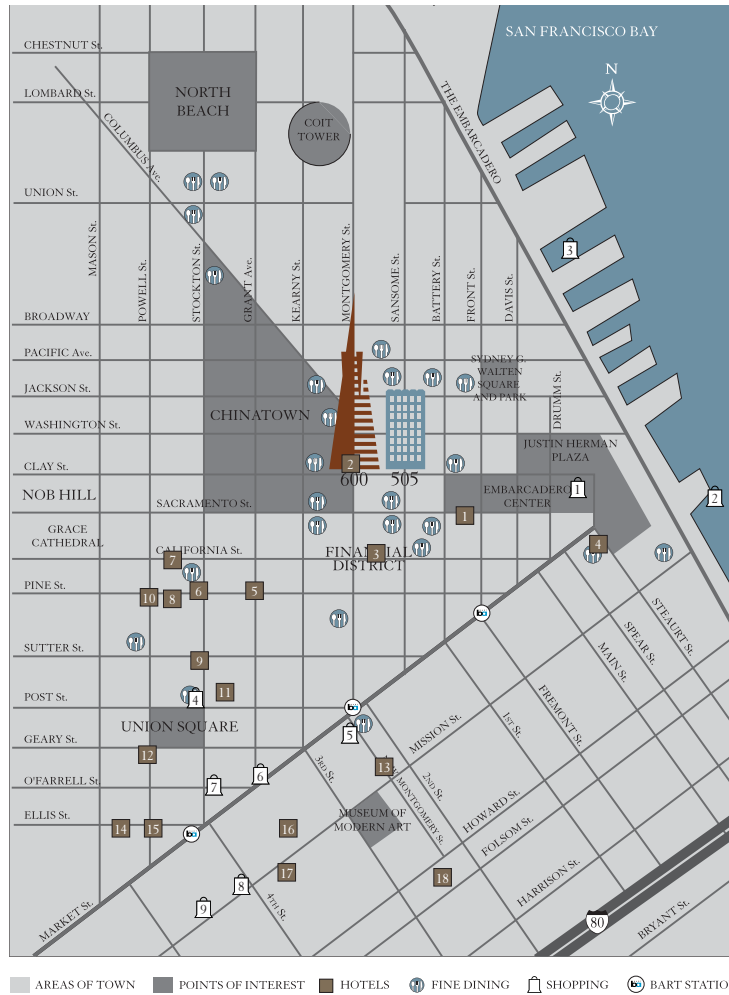 SAN FRANCISCO BAY
N
CHESTNUT St.
LOMBARD St.
NORTH
BEACH
COIT
TOWER
THE EMBARCADERO
COLUMBUS Ave.
UNION St.
MASON St.
POWELL St.
STOCKTON St.
GRANT Ave.
KEARNY St.
MONTGOMERY St.
SANSOME St.
BATTERY St.
FRONT St.
DAVIS St.
3
BROADWAY
PACIFIC Ave.
SYDNEY G.
WALTEN
SQUARE
AND PARK
JACKSON St.
DRUMM St.
CHINATOWN
WASHINGTON St.
JUSTIN HERMAN
PLAZA
CLAY St.
2
600
505
NOB HILL
SACRAMENTO St.
EMBARCADERO
CENTER
1
2
1
GRACE
CATHEDRAL
CALIFORNIA St.
FINANCIAL
DISTRICT
3
4
7
PINE St.
10
8
6
5
STEAURT St.
SPEAR St.
MAIN St.
SUTTER St.
9
FREMONT St.
1ST St.
POST St.
4
11
UNION SQUARE
5
MISSION St.
GEARY St.
12
3RD St.
13
2ND St.
W MONTGOMERY St.
O'FARRELL St.
7
6
HOWARD St.
FOLSOM St.
ELLIS St.
MUSEUM OF
MODERN ART
14
15
16
ba
ba
ba
17
18
8
9
4TH St.
HARRISON St.
MARKET St.
80
BRYANT St.
AREAS OF TOWN
POINTS OF INTEREST
HOTELS
FINE DINING
SHOPPING
ba
BART STATIO